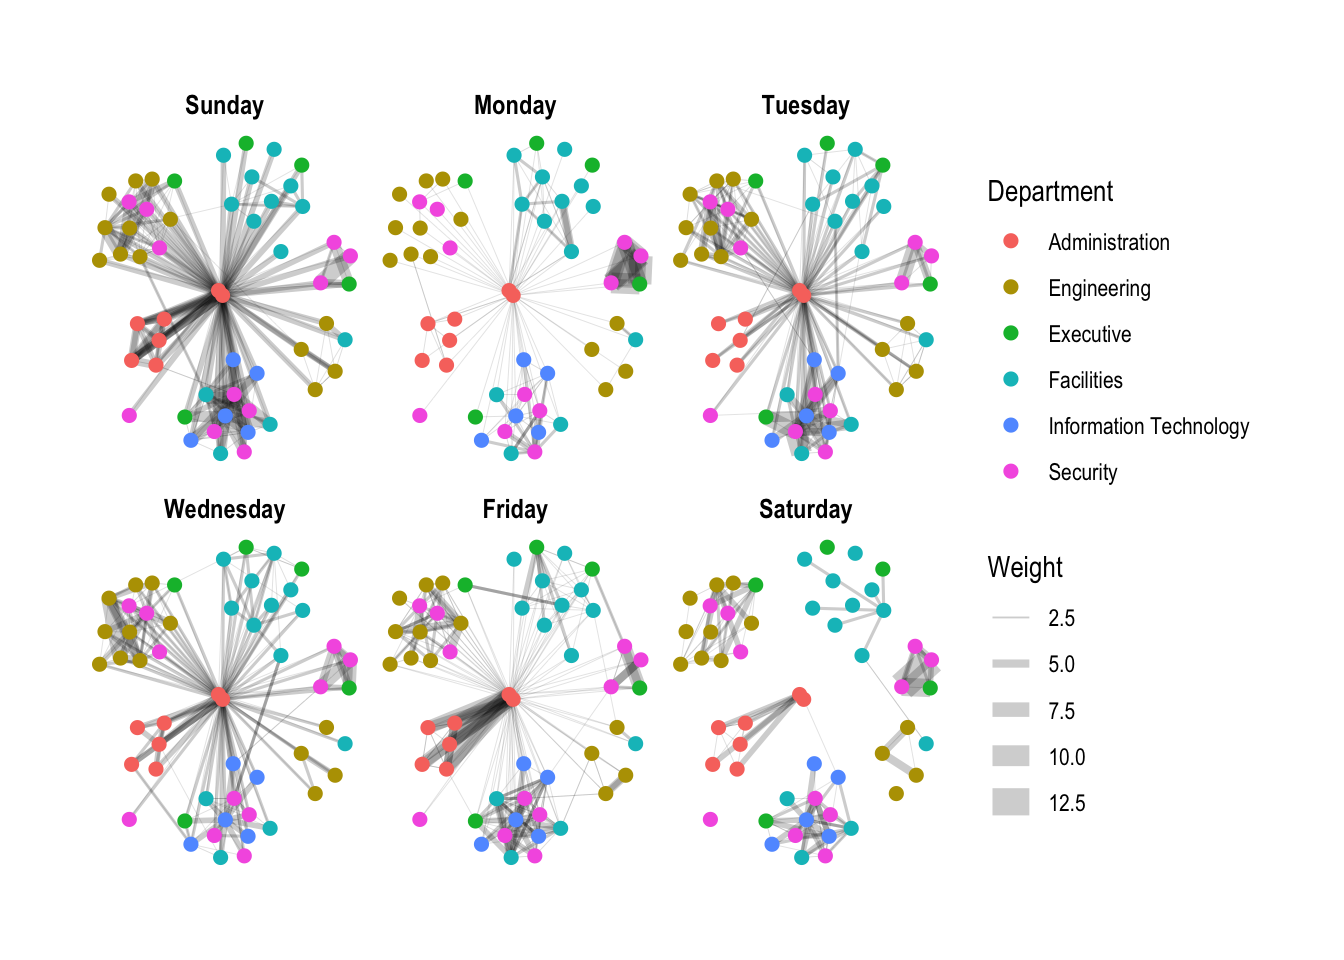 Sunday
Monday
Tuesday
Wednesday
Friday
Saturday
Department
Administration
Engineering
Executive
Facilities
Information Technology
Security
Weight
2.5
5.0
7.5
10.0
12.5